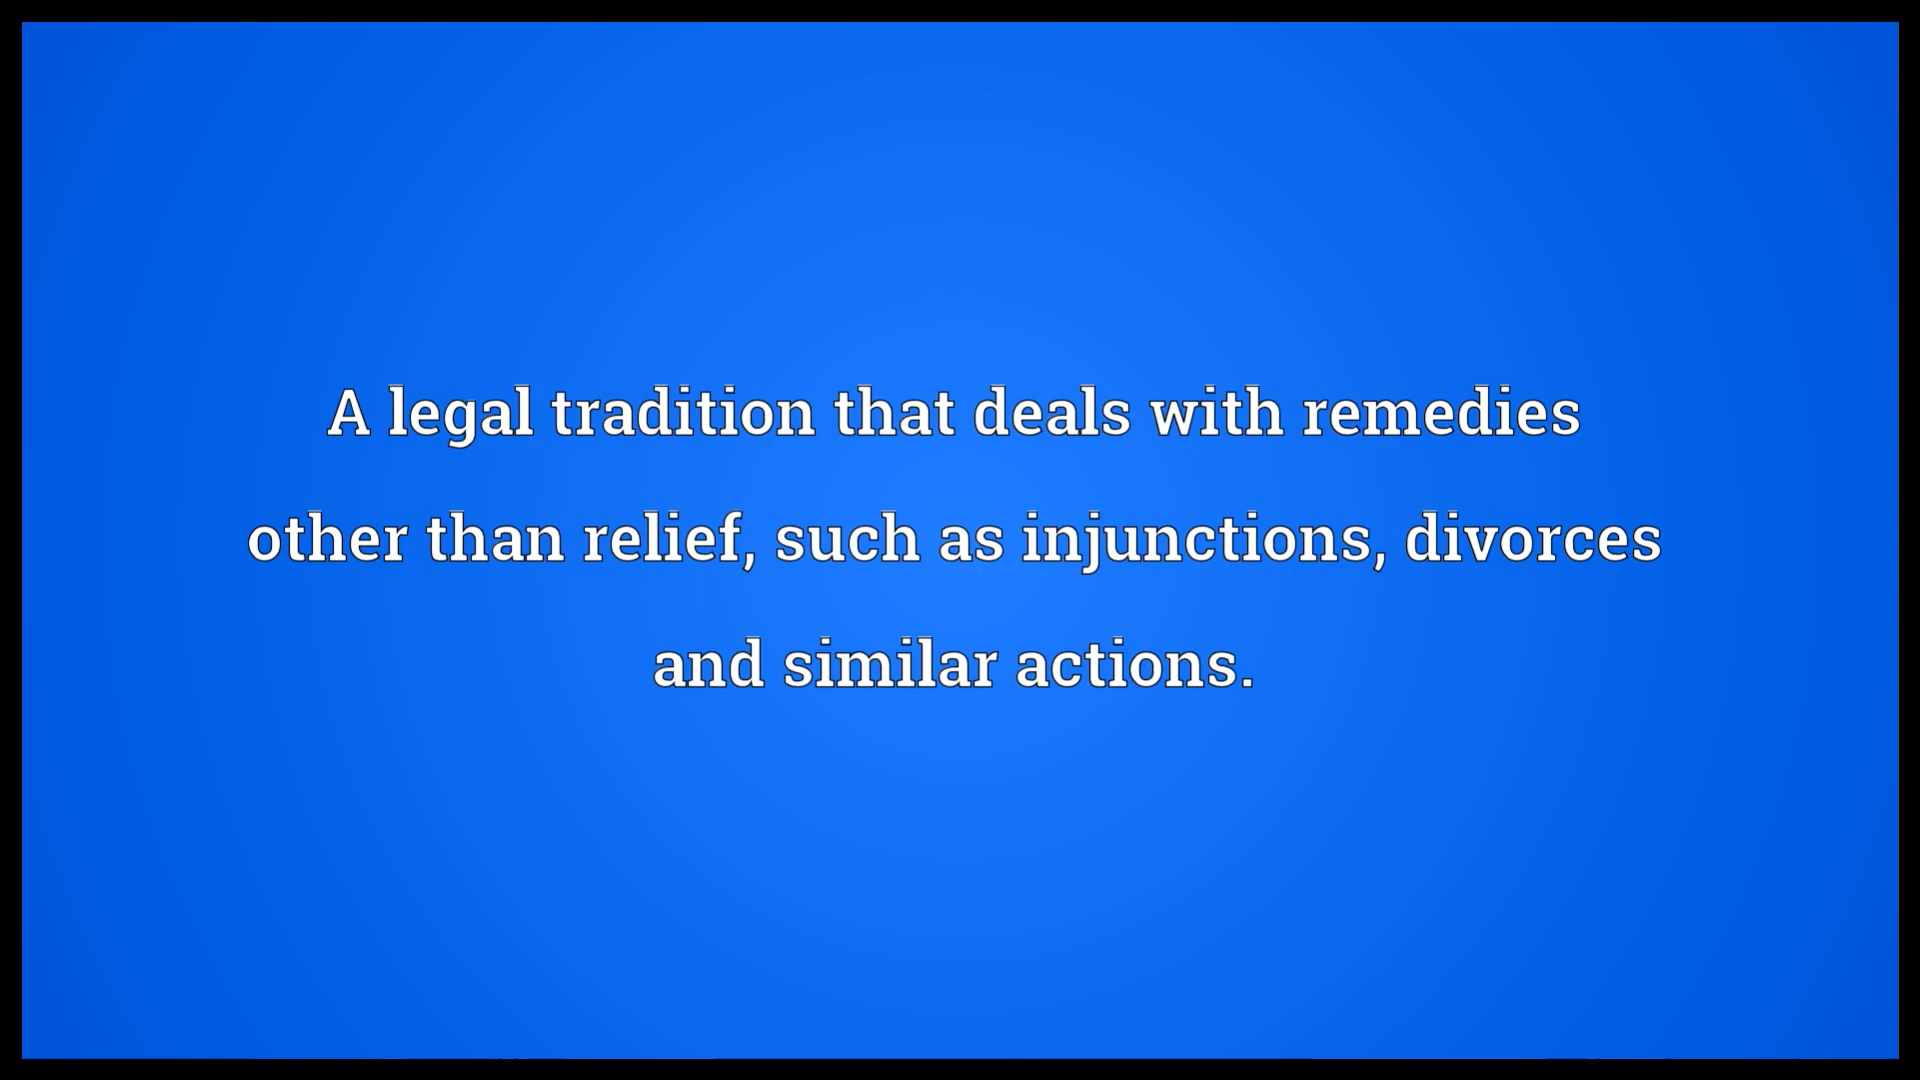 A legal tradition that deals with remedies
other than relief, such as injunctions, divorces
and similar actions.